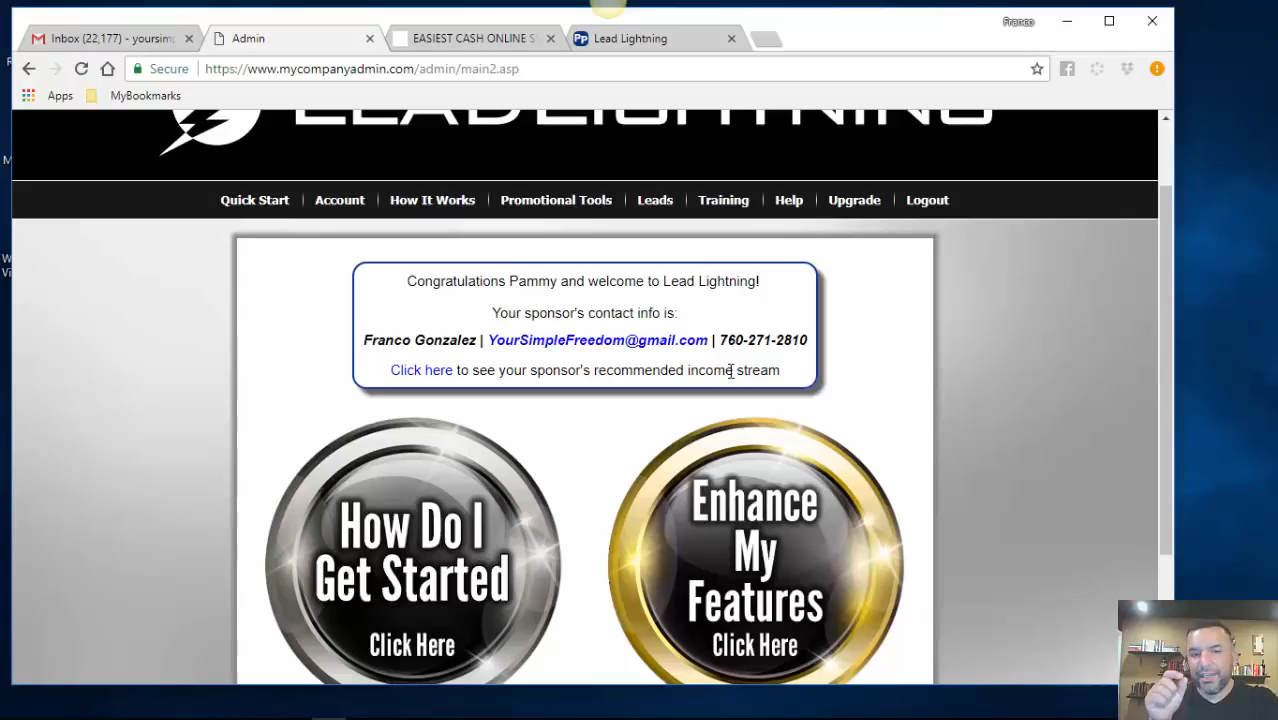 Franco
Inbox (22,177) - yoursim
Admin
EASIEST CASH ONLINE S
Lead Lightning
Secure
https://www.mycompanyadmin.com/admin/main2.asp
Apps
MyBookmarks
LEAD LIGHTNING
Quick Start
Account
How It Works
Promotional Tools
Leads
Training
Help
Upgrade
Logout
Congratulations Pammy and welcome to Lead Lightning!
Your sponsor's contact info is:
Franco Gonzalez | YourSimpleFreedom@gmail.com | 760-271-2810
Click here to see your sponsor's recommended income stream
How Do I
Get Started
Click Here
Enhance
My
Features
Click Here